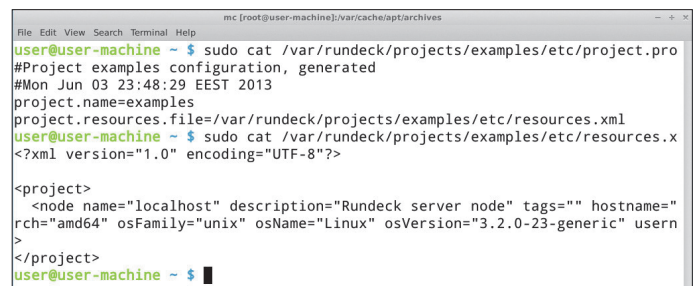 mc [root@user-machine]:/var/cache/apt/archives
File Edit View Search Terminal Help
user@user-machine ~ $ sudo cat /var/rundeck/projects/examples/etc/project.pro
#Project examples configuration, generated
#Mon Jun 03 23:48:29 EEST 2013
project.name=examples
project.resources.file=/var/rundeck/projects/examples/etc/resources.xml
user@user-machine ~ $ sudo cat /var/rundeck/projects/examples/etc/resources.x
<?xml version="1.0" encoding="UTF-8"?>
<project>
<node name="localhost" description="Rundeck server node" tags="" hostname="
rch="amd64" osFamily="unix" osName="Linux" osVersion="3.2.0-23-generic" usern
>
</project>
user@user-machine ~ $